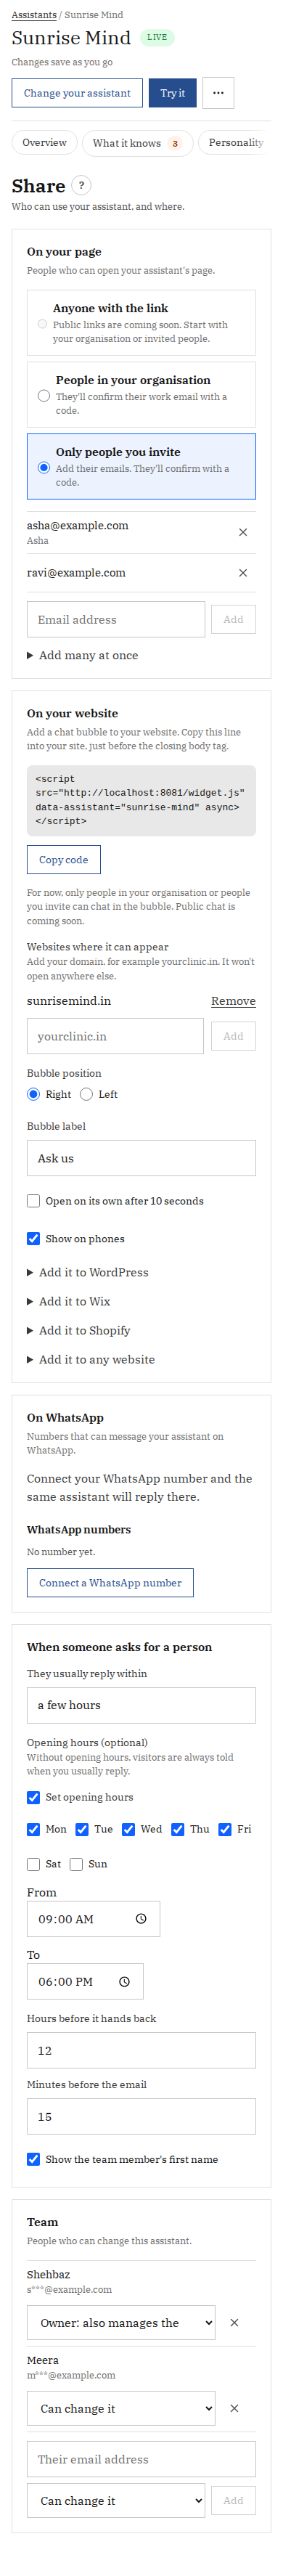 Assistants / Sunrise Mind
Sunrise Mind LIVE
Changes save as you go
Change your assistant Try it ...
Overview What it knows 3 Personality
Share ?
Who can use your assistant, and where.
On your page
People who can open your assistant's page.
Anyone with the link
Public links are coming soon. Start with
your organisation or invited people.
People in your organisation
They'll confirm their work email with a
code.
Only people you invite
Add their emails. They'll confirm with a
code.
asha@example.com
Asha
ravi@example.com
Email address Add
Add many at once
On your website
Add a chat bubble to your website. Copy this line
into your site, just before the closing body tag.
<script
src="http://localhost:8081/widget.js"
data-assistant="sunrise-mind" async>
</script>
Copy code
For now, only people in your organisation or people
you invite can chat in the bubble. Public chat is
coming soon.
Websites where it can appear
Add your domain, for example yourclinic.in. It won't
open anywhere else.
sunrisemind.in Remove
yourclinic.in Add
Bubble position
Right Left
Bubble label
Ask us
Open on its own after 10 seconds
Show on phones
Add it to WordPress
Add it to Wix
Add it to Shopify
Add it to any website
On WhatsApp
Numbers that can message your assistant on
WhatsApp.
Connect your WhatsApp number and the
same assistant will reply there.
WhatsApp numbers
No number yet.
Connect a WhatsApp number
When someone asks for a person
They usually reply within
a few hours
Opening hours (optional)
Without opening hours, visitors are always told
when you usually reply.
Set opening hours
Mon Tue Wed Thu Fri
Sat Sun
From
09:00 AM
To
06:00 PM
Hours before it hands back
12
Minutes before the email
15
Show the team member's first name
Team
People who can change this assistant.
Shehbaz
s***@example.com
Owner: also manages the
Meera
m***@example.com
Can change it
Their email address
Can change it Add